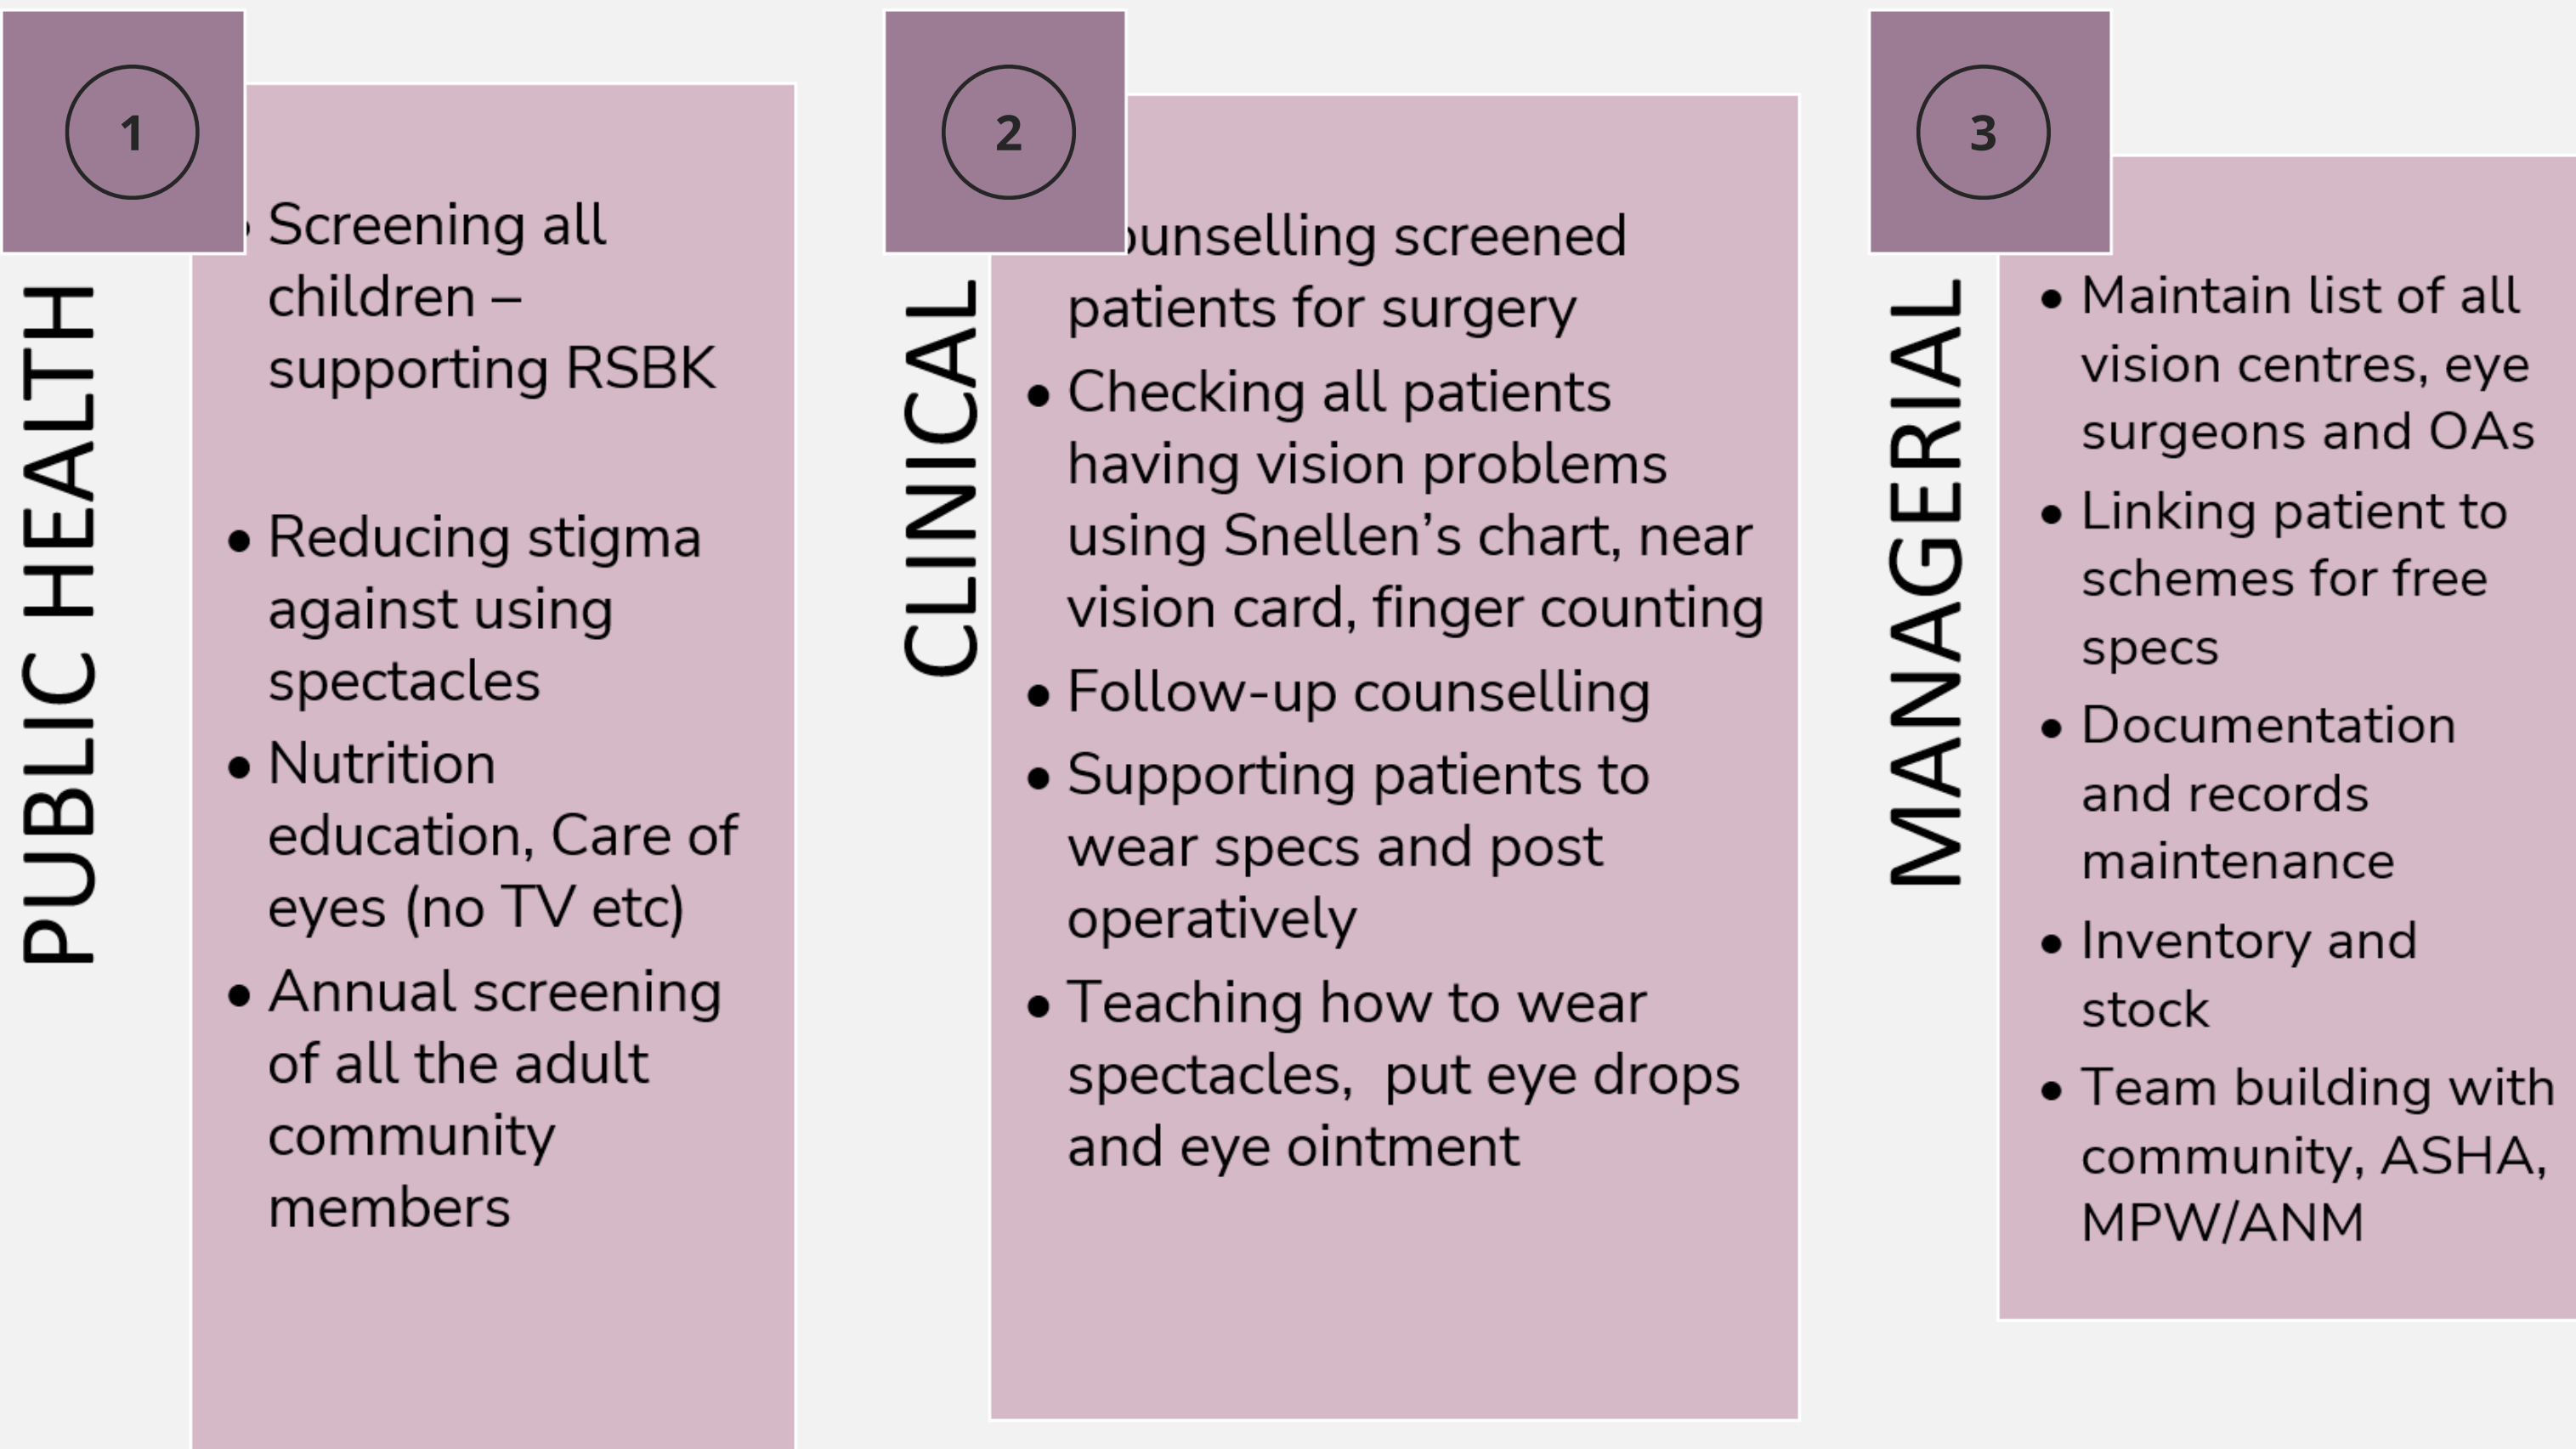 1
PUBLIC HEALTH
Screening all
children –
supporting RSBK
• Reducing stigma
against using
spectacles
• Nutrition
education, Care of
eyes (no TV etc)
• Annual screening
of all the adult
community
members
2
CLINICAL
ounselling screened
patients for surgery
• Checking all patients
having vision problems
using Snellen’s chart, near
vision card, finger counting
• Follow-up counselling
• Supporting patients to
wear specs and post
operatively
• Teaching how to wear
spectacles,  put eye drops
and eye ointment
3
MANAGERIAL
• Maintain list of all
vision centres, eye
surgeons and OAs
• Linking patient to
schemes for free
specs
• Documentation
and records
maintenance
• Inventory and
stock
• Team building with
community, ASHA,
MPW/ANM